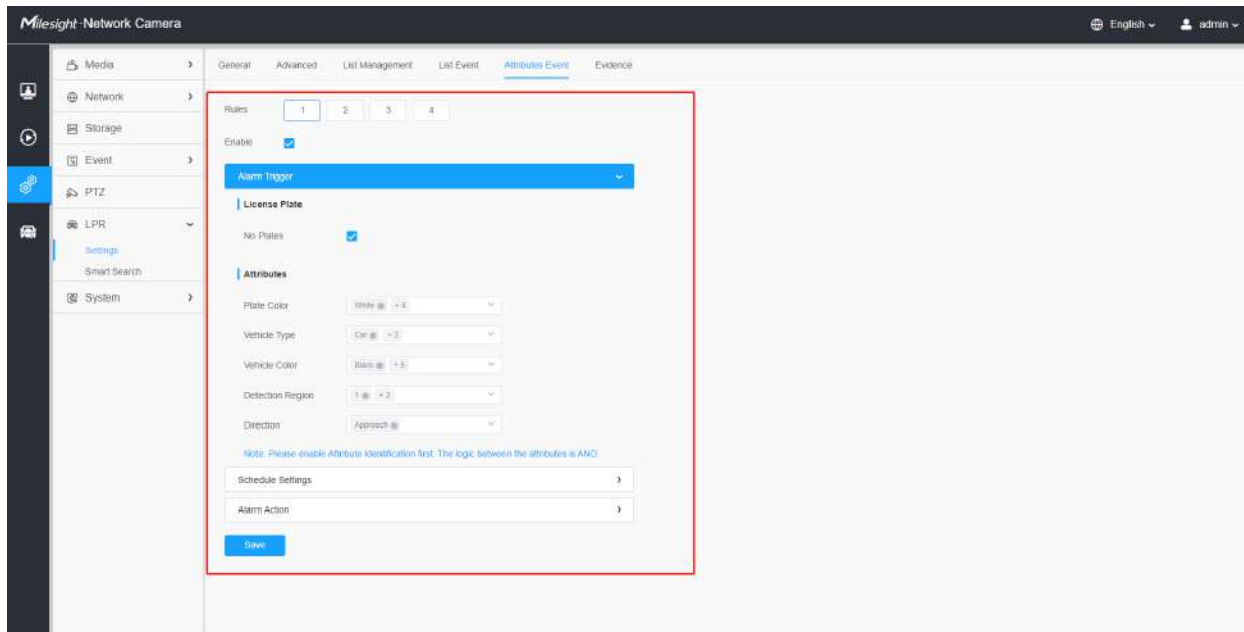 Milesight-Network Camera
English
admin
Media
Network
Storage
Event
PTZ
LPR
Settings
Smart Search
System
General Advanced List Management List Event Attributes Event Evidence
Rules 1 2 3 4
Enable
Alarm Trigger
License Plate
No Plates
Attributes
Plate Color White + 4
Vehicle Type Car + 3
Vehicle Color Black
Detection Region 1 + 2
Direction Approach
Note: Please enable Attribute Identification first. The logic between the attributes is AND.
Schedule Settings
Alarm Action
Save